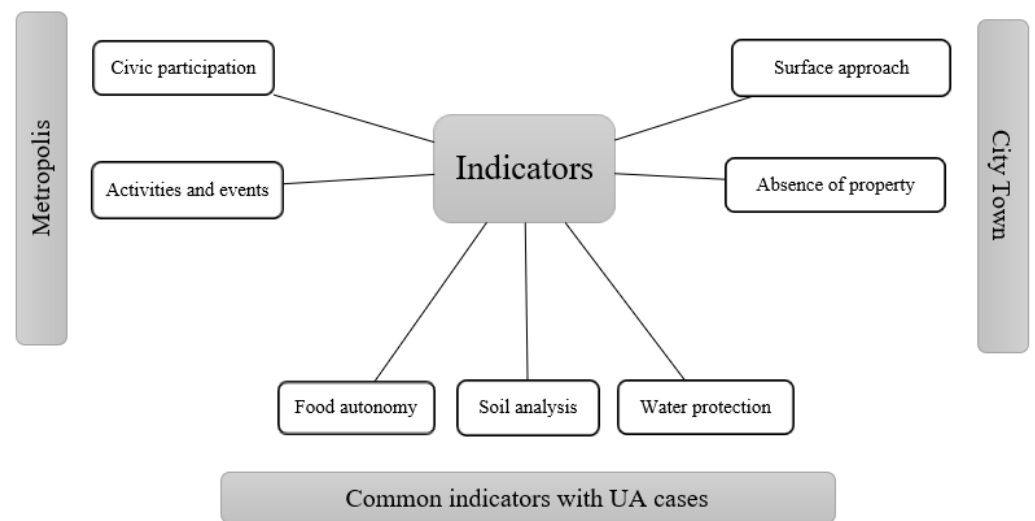 Metropolis
Civic participation
Activities and events
Indicators
Surface approach
Absence of property
City Town
Food autonomy
Soil analysis
Water protection
Common indicators with UA cases